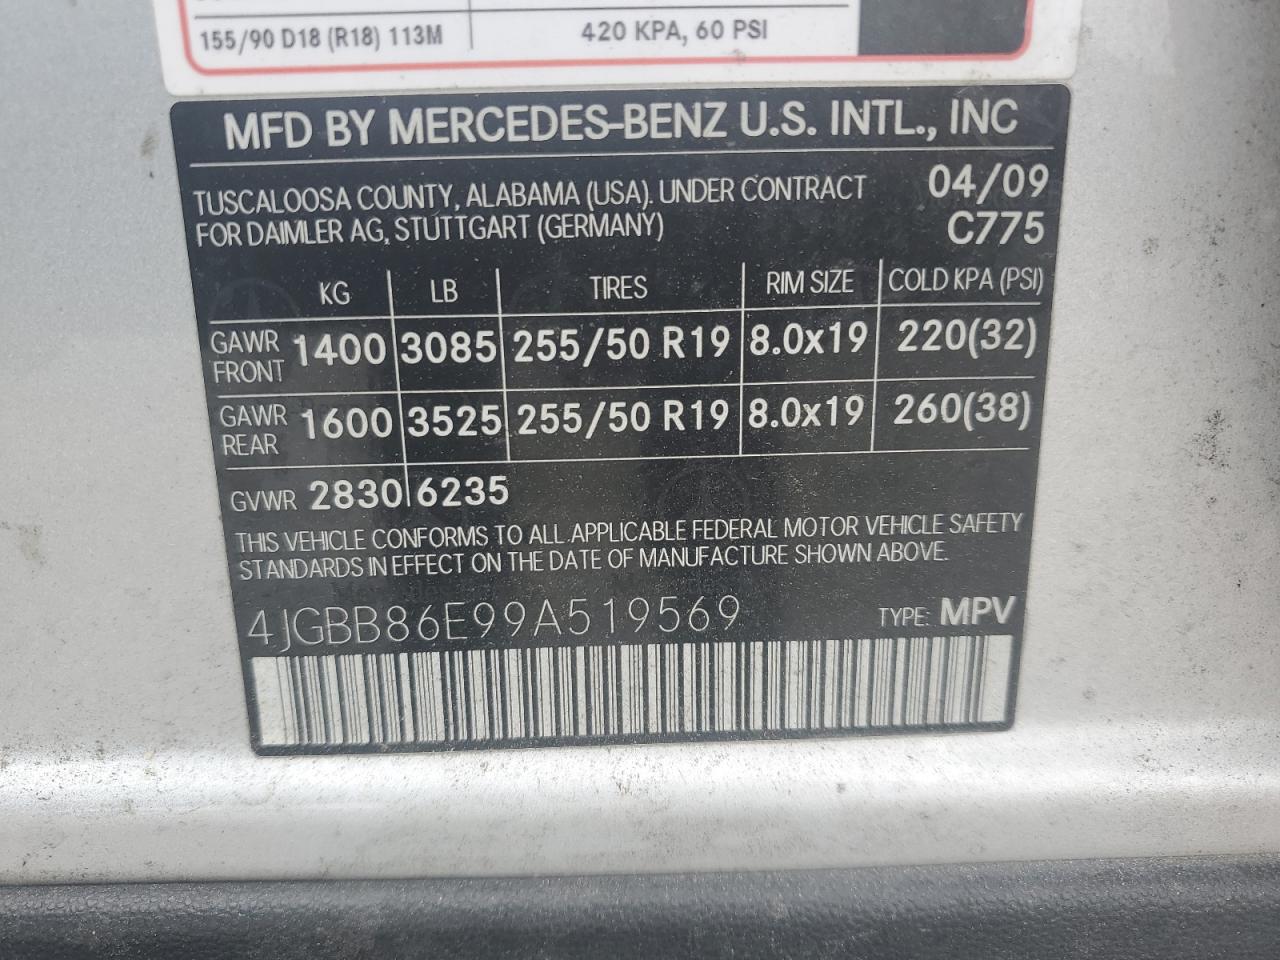 155/90 D18 (R18) 113M 420 KPA, 60 PSI
MFD BY MERCEDES-BENZ U.S. INTL., INC
TUSCALOOSA COUNTY, ALABAMA (USA). UNDER CONTRACT 04/09
FOR DAIMLER AG, STUTTGART (GERMANY) C775
KG LB TIRES RIM SIZE COLD KPA (PSI)
GAWR FRONT 1400 3085 255/50 R19 8.0x19 220(32)
GAWR REAR 1600 3525 255/50 R19 8.0x19 260(38)
GVWR 2830 6235
THIS VEHICLE CONFORMS TO ALL APPLICABLE FEDERAL MOTOR VEHICLE SAFETY
STANDARDS IN EFFECT ON THE DATE OF MANUFACTURE SHOWN ABOVE.
4JGBB86E99A519569 TYPE: MPV